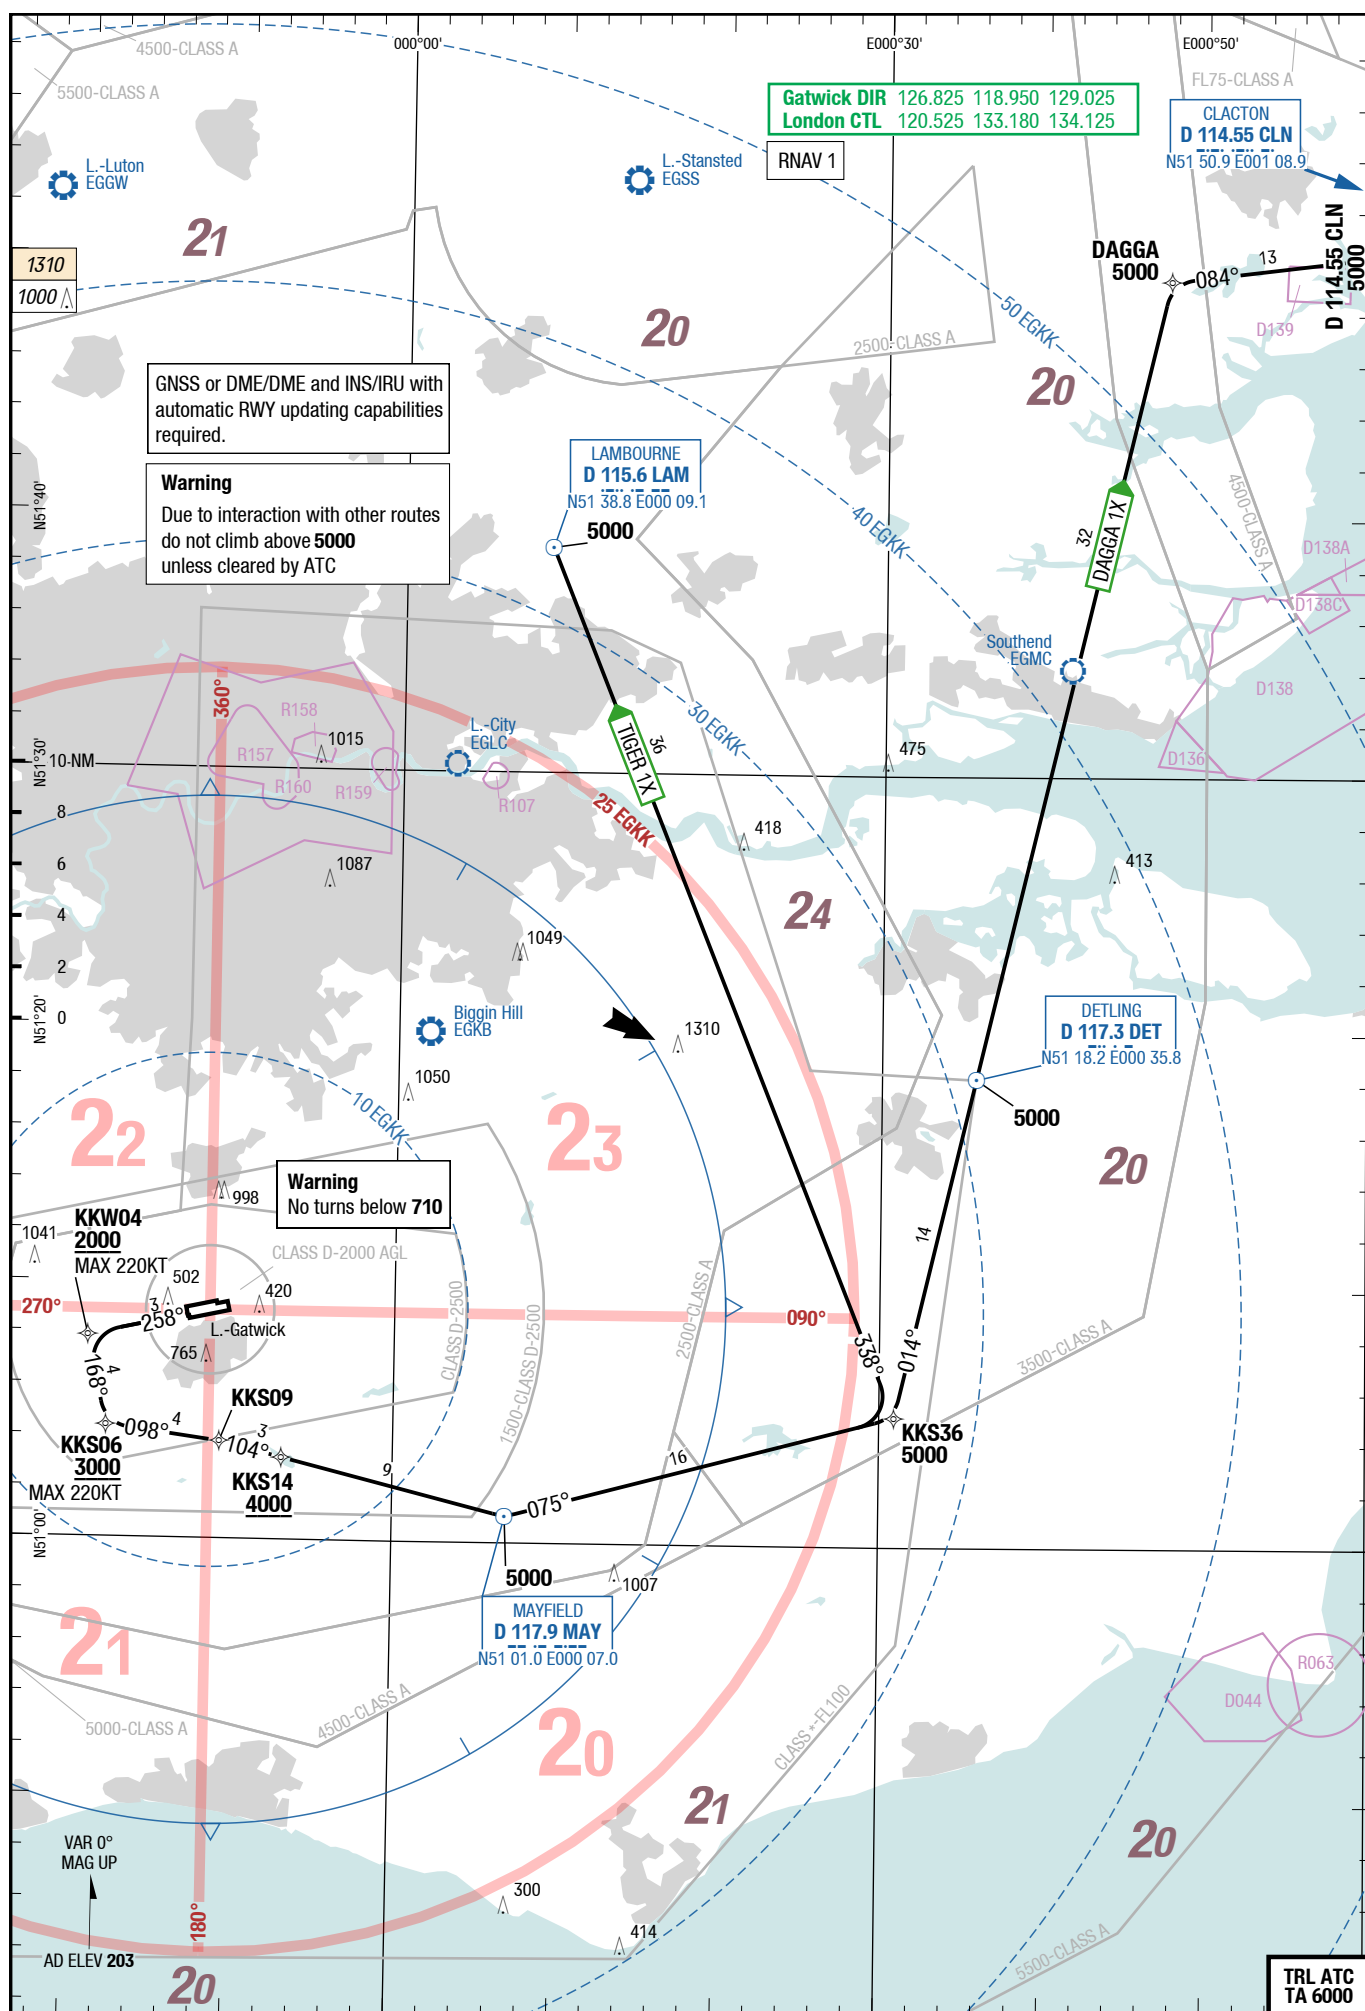 4500-CLASS A
000°00'
E000°30'
E000°50'
5500-CLASS A
FL75-CLASS A
Gatwick DIR 126.825 118.950 129.025
London CTL 120.525 133.180 134.125
RNAV 1
CLACTON
D 114.55 CLN
N51 50.9 E001 08.9
L.-Luton
EGGW
L.-Stansted
EGSS
21
1310
1000
DAGGA
5000
084°
13
D 114.55 CLN
5000
D139
20
2500-CLASS A
50 EGKK
20
GNSS or DME/DME and INS/IRU with
automatic RWY updating capabilities
required.
Warning
Due to interaction with other routes
do not climb above 5000
unless cleared by ATC
LAMBOURNE
D 115.6 LAM
N51 38.8 E000 09.1
5000
N51°40'
40 EGKK
32
DAGGA 1X
4500-CLASS A
D138A
D138C
Southend
EGMC
D138
D136
360°
R158
1015
R157
R160
R159
L.-City
EGLC
R107
30 EGKK
TIGER 1X
36
475
N51°30'
10-NM
8
6
4
2
0
25 EGKK
418
413
1087
24
1049
N51°20'
Biggin Hill
EGKB
1310
DETLING
D 117.3 DET
N51 18.2 E000 35.8
5000
1050
10 EGKK
22
23
20
998
Warning
No turns below 710
KKW04
2000
MAX 220KT
1041
CLASS D-2000 AGL
502
420
3
258°
270°
L.-Gatwick
765
090°
CLASS D-2500
1500-CLASS D-2500
2500-CLASS A
14
338°
014°
3500-CLASS A
4
168°
KKS09
098°
4
KKS06
3000
MAX 220KT
104°
3
KKS14
4000
9
16
KKS36
5000
075°
N51°00'
5000
1007
MAYFIELD
D 117.9 MAY
N51 01.0 E000 07.0
21
R063
D044
5000-CLASS A
4500-CLASS A
20
CLASS *-FL100
21
20
VAR 0°
MAG UP
300
414
180°
AD ELEV 203
20
5500-CLASS A
TRL ATC
TA 6000